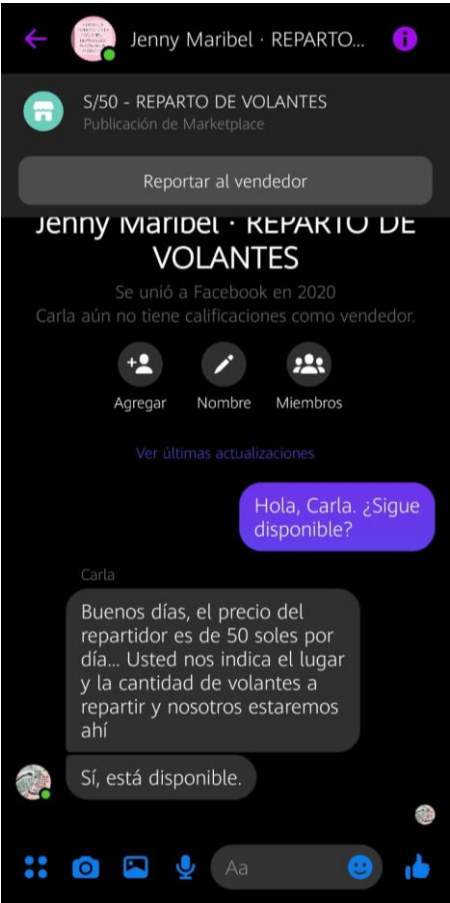 Jenny Maribel · REPARTO...
S/50 - REPARTO DE VOLANTES
Publicación de Marketplace
Reportar al vendedor
Jenny Maribel · REPARTO DE
VOLANTES
Se unió a Facebook en 2020
Carla aún no tiene calificaciones como vendedor.
Agregar
Nombre
Miembros
Ver últimas actualizaciones
Hola, Carla. ¿Sigue
disponible?
Carla
Buenos días, el precio del
repartidor es de 50 soles por
día... Usted nos indica el lugar
y la cantidad de volantes a
repartir y nosotros estaremos
ahí
Sí, está disponible.
Aa